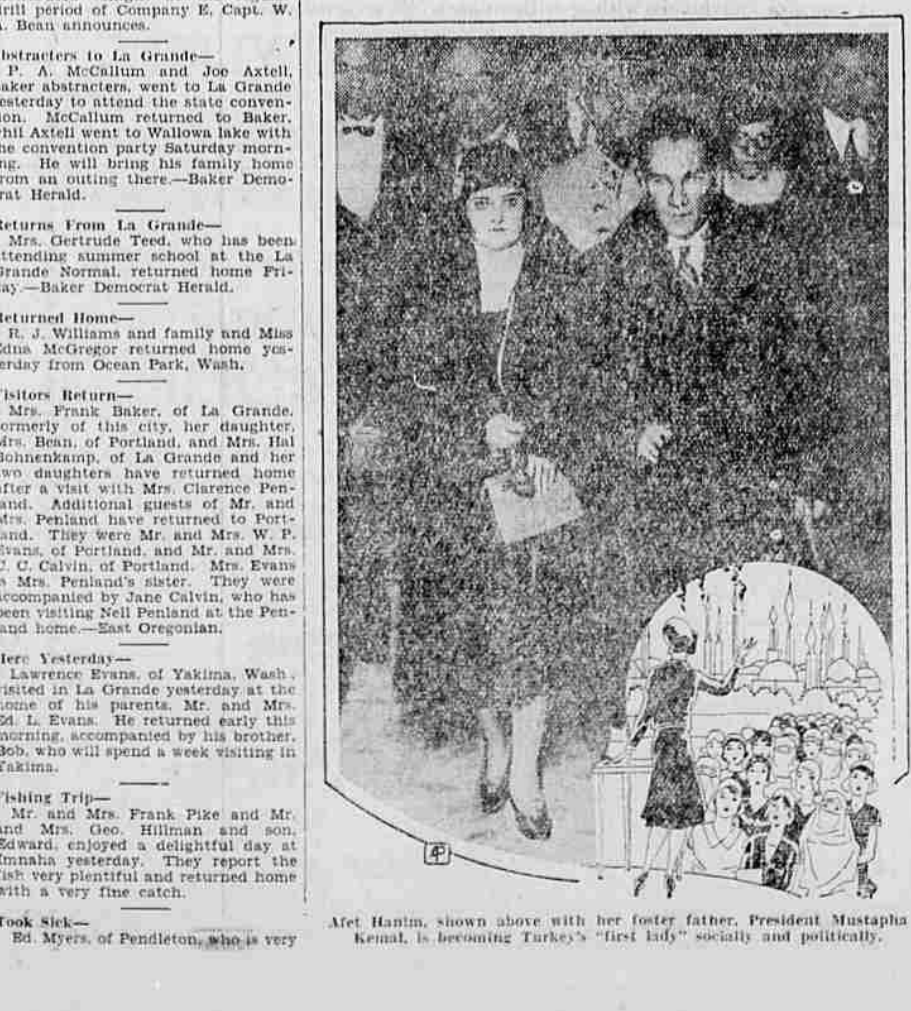 drill period of Company E, Capt. W.
Bean announces.
bstracters to La Grande—
P. A. McCallum and Joe Axtell,
aker abstracters, went to La Grande
esterday to attend the state conven-
ion. McCallum returned to Baker,
whil Axtell went to Wallowa lake with
he convention party Saturday morn-
ng. He will bring his family home
rom an outing there.—Baker Demo-
rat Herald.
Returns From La Grande—
Mrs. Gertrude Teed, who has been
ttending summer school at the La
Grande Normal, returned home Fri-
ay.—Baker Democrat Herald.
Returned Home—
R. J. Williams and family and Miss
Edna McGregor returned home yes-
erday from Ocean Park, Wash.
Visitors Return—
Mrs. Frank Baker, of La Grande,
ormerly of this city, her daughter,
Mrs. Bean, of Portland, and Mrs. Hal
Bohnenkamp, of La Grande and her
two daughters have returned home
after a visit with Mrs. Clarence Pen-
land. Additional guests of Mr. and
Mrs. Penland have returned to Port-
land. They were Mr. and Mrs. W. P.
Evans, of Portland, and Mr. and Mrs.
C. C. Calvin, of Portland. Mrs. Evans
is Mrs. Penland's sister. They were
accompanied by Jane Calvin, who has
been visiting Nell Penland at the Pen-
land home.—East Oregonian.
Here Yesterday—
Lawrence Evans, of Yakima, Wash.,
visited in La Grande yesterday at the
home of his parents, Mr. and Mrs.
Ed. L. Evans. He returned early this
morning, accompanied by his brother,
Bob, who will spend a week visiting in
Yakima.
Fishing Trip—
Mr. and Mrs. Frank Pike and Mr.
and Mrs. Geo. Hillman and son,
Edward, enjoyed a delightful day at
Imnaha yesterday. They report the
fish very plentiful and returned home
with a very fine catch.
Took Sick—
Ed. Myers, of Pendleton, who is very
AP
Afet Hanim, shown above with her foster father, President Mustapha
Kemal, is becoming Turkey's "first lady" socially and politically.